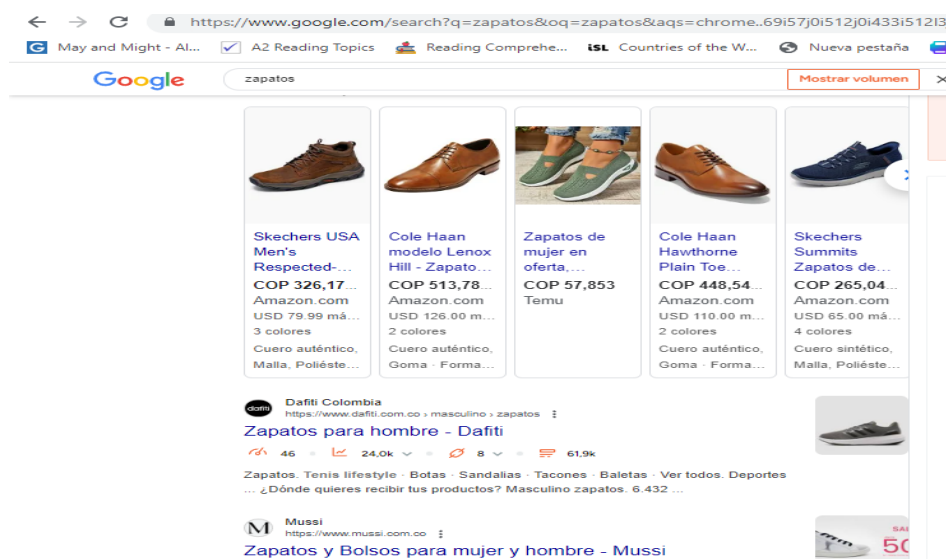 https://www.google.com/search?q=zapatos&oq=zapatos&aqs=chrome..69i57j0i512j0i433i512l3
G May and Might - Al... A2 Reading Topics Reading Comprehe... ISL Countries of the W... Nueva pestaña
Google zapatos Mostrar volumen
Skechers USA Men's Respected-...
COP 326,17...
Amazon.com
USD 79.99 má...
3 colores
Cuero auténtico, Malla, Poliéste...
Cole Haan modelo Lenox Hill - Zapato...
COP 513,78...
Amazon.com
USD 126.00 m...
2 colores
Cuero auténtico, Goma · Forma...
Zapatos de mujer en oferta,...
COP 57,853
Temu
Cole Haan Hawthorne Plain Toe...
COP 448,54...
Amazon.com
USD 110.00 m...
2 colores
Cuero auténtico, Goma · Forma...
Skechers Summits Zapatos de...
COP 265,04...
Amazon.com
USD 65.00 má...
4 colores
Cuero sintético, Malla, Poliéste...
dafiti Dafiti Colombia
https://www.dafiti.com.co › masculino › zapatos
Zapatos para hombre - Dafiti
46 24,0k 8 61,9k
Zapatos. Tenis lifestyle · Botas · Sandalias · Tacones · Baletas · Ver todos. Deportes
... ¿Dónde quieres recibir tus productos? Masculino zapatos. 6.432 ...
M Mussi
https://www.mussi.com.co
Zapatos y Bolsos para mujer y hombre - Mussi
SAL
50